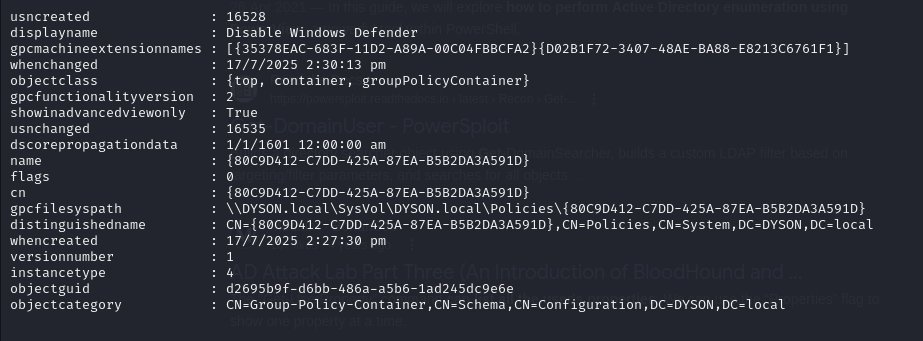 usncreated : 16528
displayname : Disable Windows Defender
gpcmachineextensionnames : [{35378EAC-683F-11D2-A89A-00C04FBBCFA2}{D02B1F72-3407-48AE-BA88-E8213C6761F1}]
whenchanged : 17/7/2025 2:30:13 pm
objectclass : {top, container, groupPolicyContainer}
gpcfunctionalityversion : 2
showinadvancedviewonly : True
usnchanged : 16535
dscorepropagationdata : 1/1/1601 12:00:00 am
name : {80C9D412-C7DD-425A-87EA-B5B2DA3A591D}
flags : 0
cn : {80C9D412-C7DD-425A-87EA-B5B2DA3A591D}
gpcfilesyspath : \\DYSON.local\SysVol\DYSON.local\Policies\{80C9D412-C7DD-425A-87EA-B5B2DA3A591D}
distinguishedname : CN={80C9D412-C7DD-425A-87EA-B5B2DA3A591D},CN=Policies,CN=System,DC=DYSON,DC=local
whencreated : 17/7/2025 2:27:30 pm
versionnumber : 1
instancetype : 4
objectguid : d2695b9f-d6bb-486a-a5b6-1ad245dc9e6e
objectcategory : CN=Group-Policy-Container,CN=Schema,CN=Configuration,DC=DYSON,DC=local